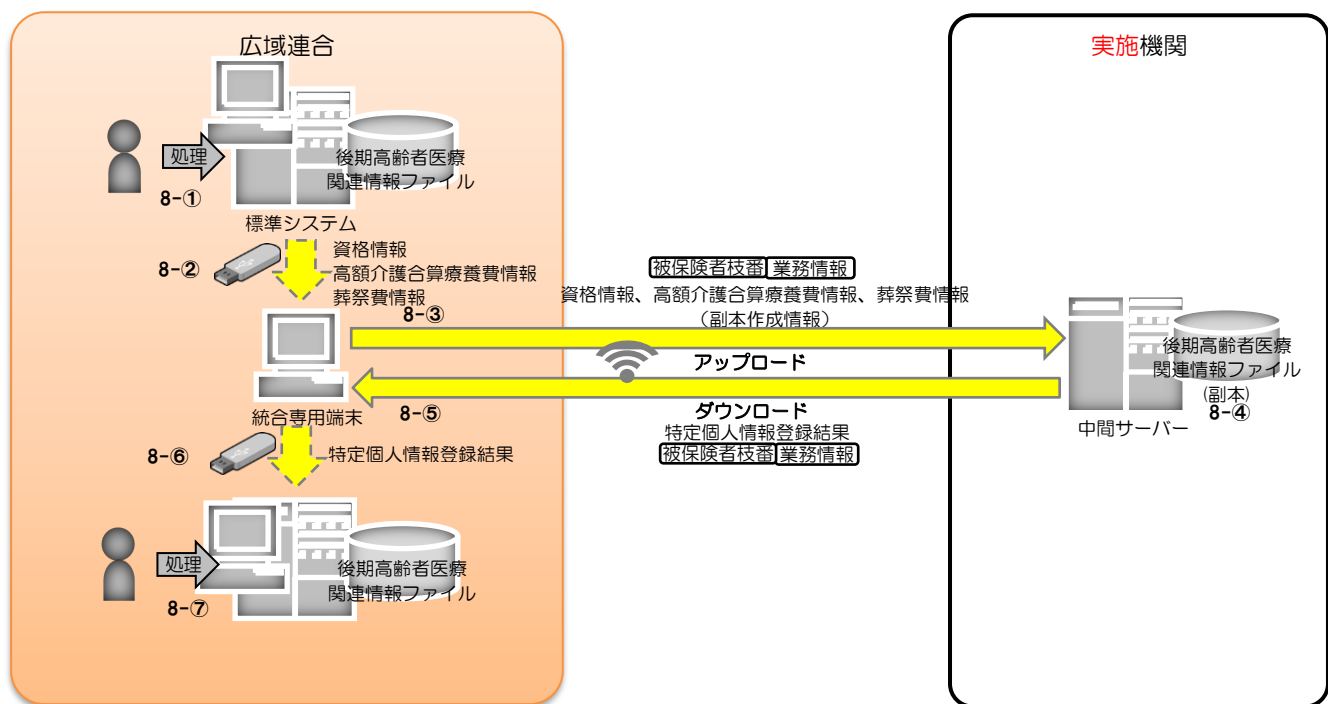 広域連合
処理
8-①
後期高齢者医療
関連情報ファイル
標準システム
8-②
資格情報
高額介護合算療養費情報
葬祭費情報
8-③
統合専用端末
8-⑤
8-⑥
特定個人情報登録結果
処理
8-⑦
後期高齢者医療
関連情報ファイル
被保険者枝番 業務情報
資格情報、高額介護合算療養費情報、葬祭費情報
（副本作成情報）
アップロード
ダウンロード
特定個人情報登録結果
被保険者枝番 業務情報
実施機関
後期高齢者医療
関連情報ファイル
(副本)
8-④
中間サーバー